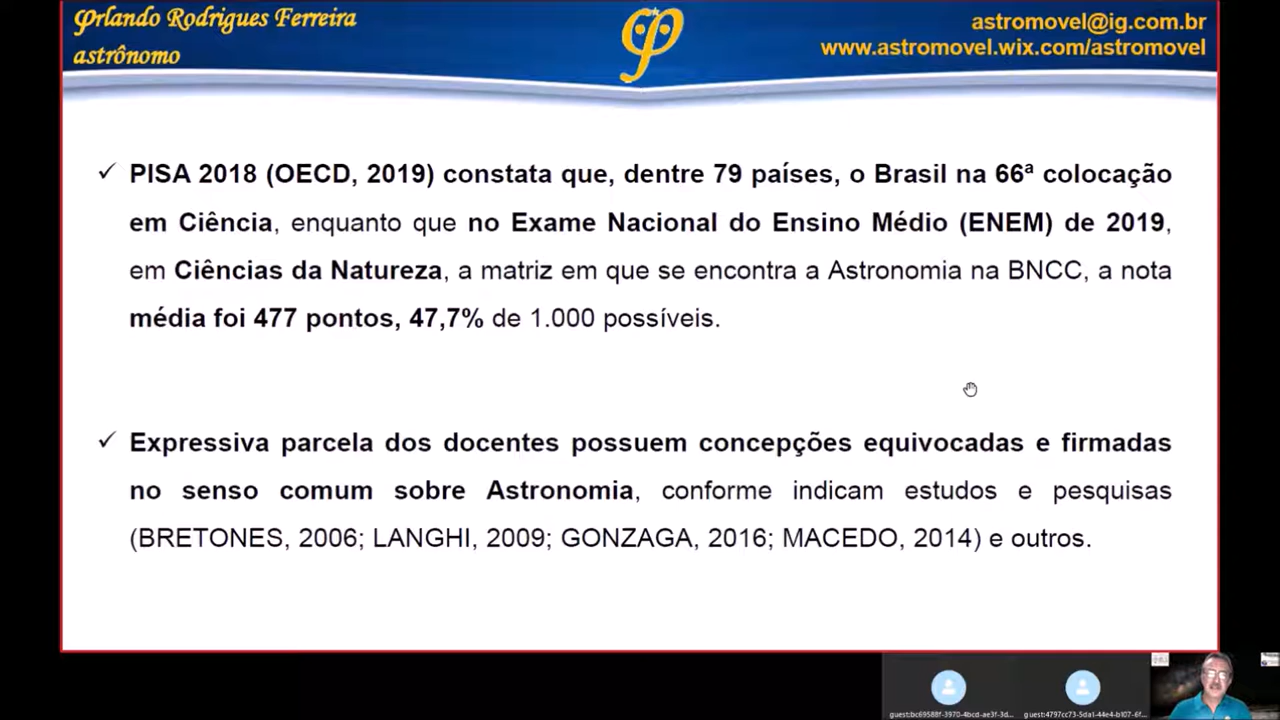 Orlando Rodrigues Ferreira
astrônomo
astromovel@ig.com.br
www.astromovel.wix.com/astromovel
✓ PISA 2018 (OECD, 2019) constata que, dentre 79 países, o Brasil na 66ª colocação
em Ciência, enquanto que no Exame Nacional do Ensino Médio (ENEM) de 2019,
em Ciências da Natureza, a matriz em que se encontra a Astronomia na BNCC, a nota
média foi 477 pontos, 47,7% de 1.000 possíveis.
✓ Expressiva parcela dos docentes possuem concepções equivocadas e firmadas
no senso comum sobre Astronomia, conforme indicam estudos e pesquisas
(BRETONES, 2006; LANGHI, 2009; GONZAGA, 2016; MACEDO, 2014) e outros.